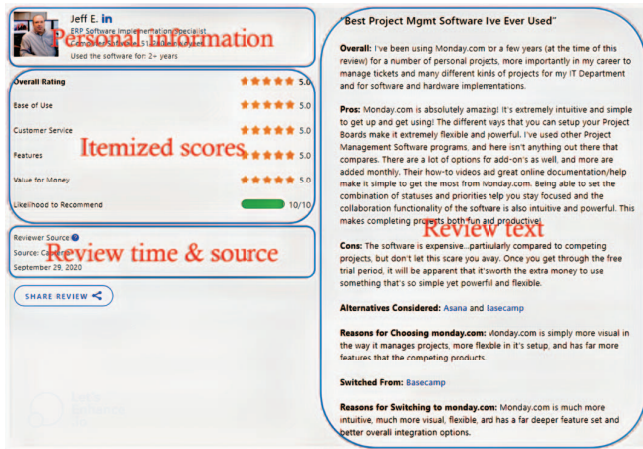 Jeff E. in
ERP Software Implementation Specialist
Computer Software, 51-200 employees
Used the software for: 2+ years
Personal information
Overall Rating 5.0
Ease of Use 5.0
Customer Service 5.0
Features 5.0
Value for Money 5.0
Likelihood to Recommend 10/10
Itemized scores
Reviewer Source
Source: Capterra
September 29, 2020
Review time & source
SHARE REVIEW
"Best Project Mgmt Software Ive Ever Used"
Overall: I've been using Monday.com or a few years (at the time of this
review) for a number of personal projects, more importantly in my career to
manage tickets and many different kinds of projects for my IT Department
and for software and hardware implementations.
Pros: Monday.com is absolutely amazing! It's extremely intuitive and simple
to get up and get using! The different vays that you can setup your Project
Boards make it extremely flexible and powerful. I've used other Project
Management Software programs, and here isn't anything out there that
compares. There are a lot of options for add-on's as well, and more are
added monthly. Their how-to videos aid great online documentation/help
make it simple to get the most from Monday.com. Being able to set the
combination of statuses and priorities telp you stay focused and the
collaboration functionality of the software is also intuitive and powerful. This
makes completing projects both fun aid productive!
Review text
Cons: The software is expensive...partiularly compared to competing
projects, but don't let this scare you away. Once you get through the free
trial period, it will be apparent that it'sworth the extra money to use
something that's so simple yet powerful and flexible.
Alternatives Considered: Asana and Iasecamp
Reasons for Choosing monday.com: Monday.com is simply more visual in
the way it manages projects, more flexble in it's setup, and has far more
features that the competing products.
Switched From: Basecamp
Reasons for Switching to monday.com: Monday.com is much more
intuitive, much more visual, flexible, and has a far deeper feature set and
better overall integration options.